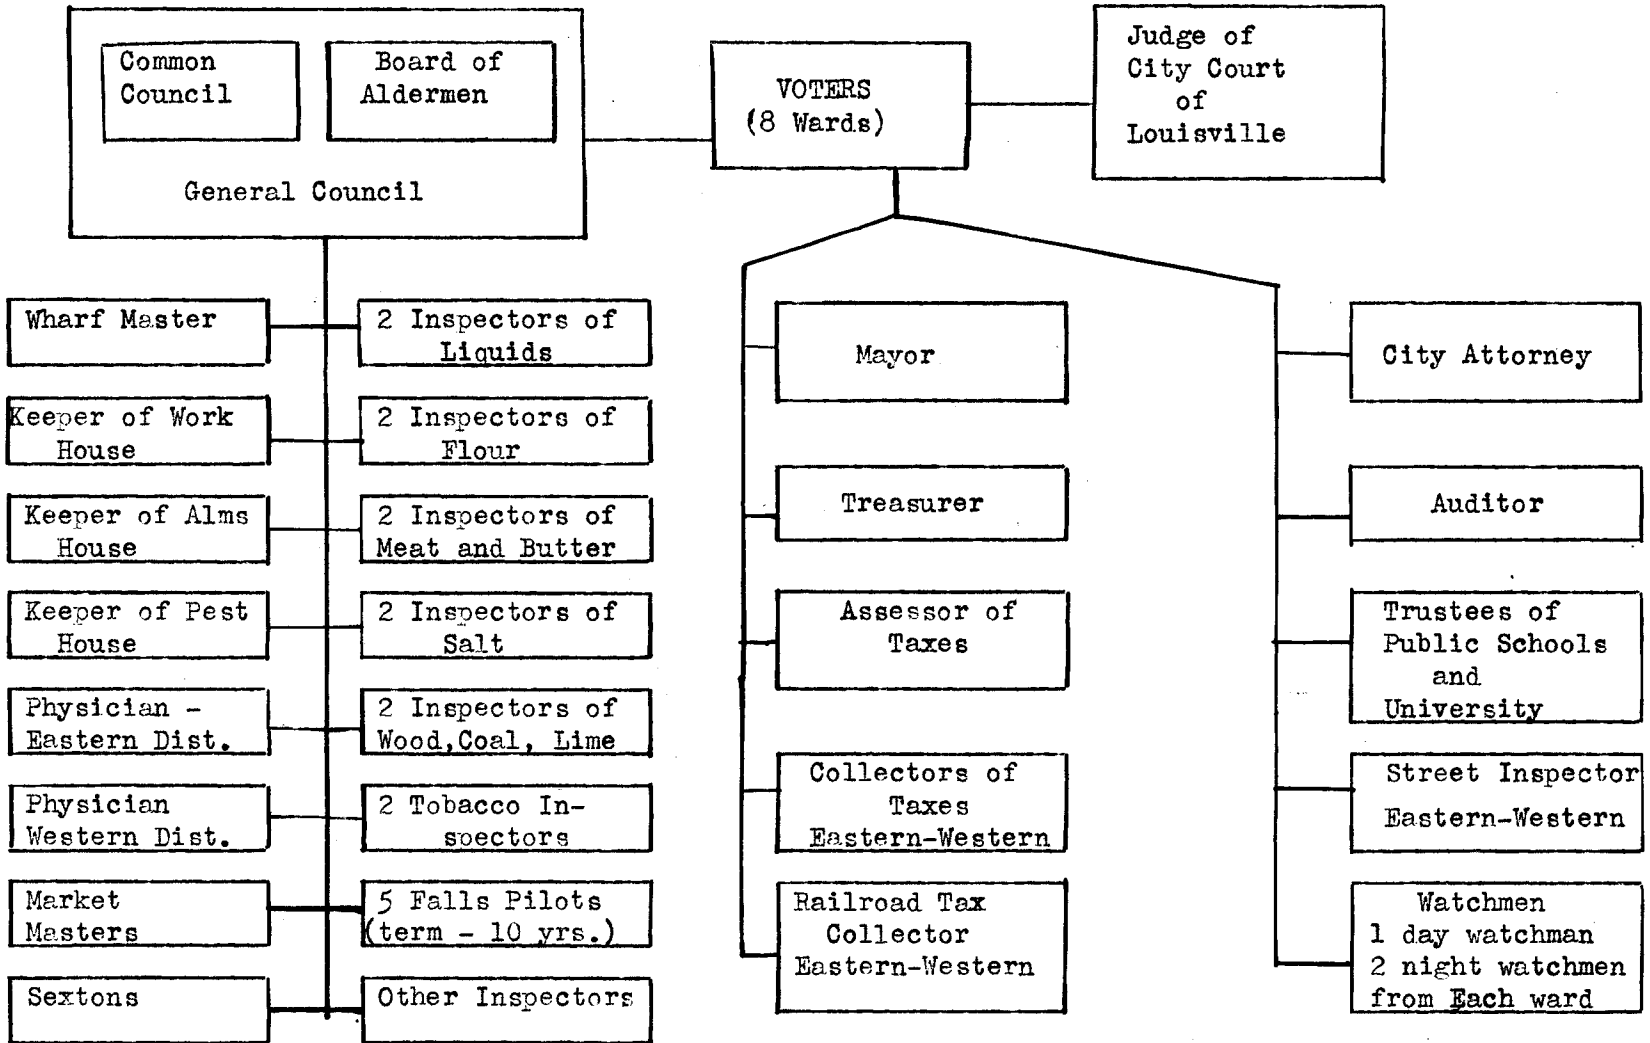 Common
Council
Board of
Aldermen
General Council
VOTERS
(8 Wards)
Judge of
City Court
of
Louisville
Wharf Master
2 Inspectors of
Liquids
Keeper of Work
House
2 Inspectors of
Flour
Keeper of Alms
House
2 Inspectors of
Meat and Butter
Keeper of Pest
House
2 Inspectors of
Salt
Physician -
Eastern Dist.
2 Inspectors of
Wood,Coal, Lime
Physician
Western Dist.
2 Tobacco In-
spectors
Market
Masters
5 Falls Pilots
(term - 10 yrs.)
Sextons
Other Inspectors
Mayor
Treasurer
Assessor of
Taxes
Collectors of
Taxes
Eastern-Western
Railroad Tax
Collector
Eastern-Western
City Attorney
Auditor
Trustees of
Public Schools
and
University
Street Inspector
Eastern-Western
Watchmen
1 day watchman
2 night watchmen
from Each ward